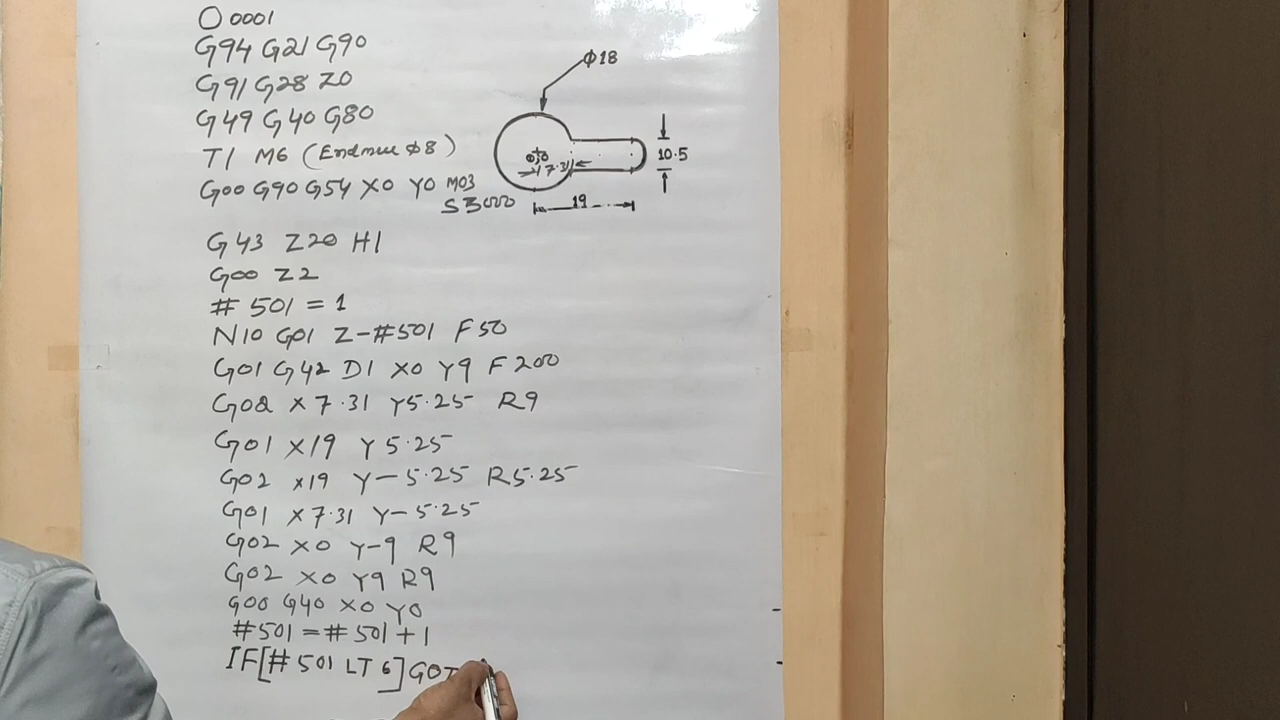 O 0001
G94 G21 G90
G91 G28 Z0
G49 G40 G80
T1 M6 (Endmill Φ8)
G00 G90 G54 X0 Y0 M03
S3000
G43 Z20 H1
G00 Z2
# 501 = 1
N10 G01 Z-#501 F50
G01 G42 D1 X0 Y9 F200
G02 X7.31 Y5.25 R9
G01 X19 Y5.25
G02 X19 Y-5.25 R5.25
G01 X7.31 Y-5.25
G02 X0 Y-9 R9
G02 X0 Y9 R9
G00 G40 X0 Y0
#501 = #501 + 1
IF[#501 LT 6] GOT
Φ18
10.5
7.31
19